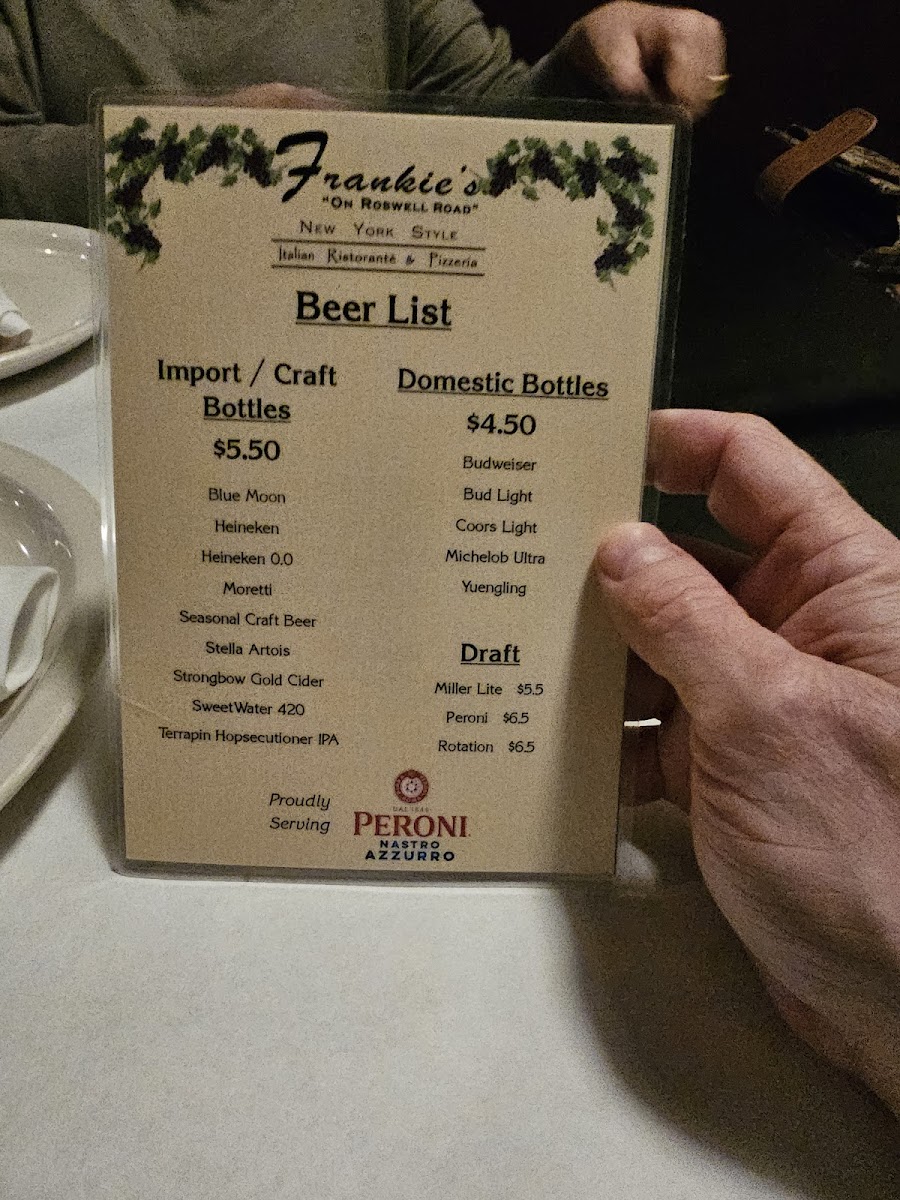 Frankie's
"On Roswell Road"
New York Style
Italian Ristorantè & Pizzeria
Beer List
Import / Craft
Bottles
$5.50
Blue Moon
Heineken
Heineken 0.0
Moretti
Seasonal Craft Beer
Stella Artois
Strongbow Gold Cider
SweetWater 420
Terrapin Hopsecutioner IPA
Domestic Bottles
$4.50
Budweiser
Bud Light
Coors Light
Michelob Ultra
Yuengling
Draft
Miller Lite $5.5
Peroni $6.5
Rotation $6.5
Proudly
Serving
PERONI
NASTRO
AZZURRO